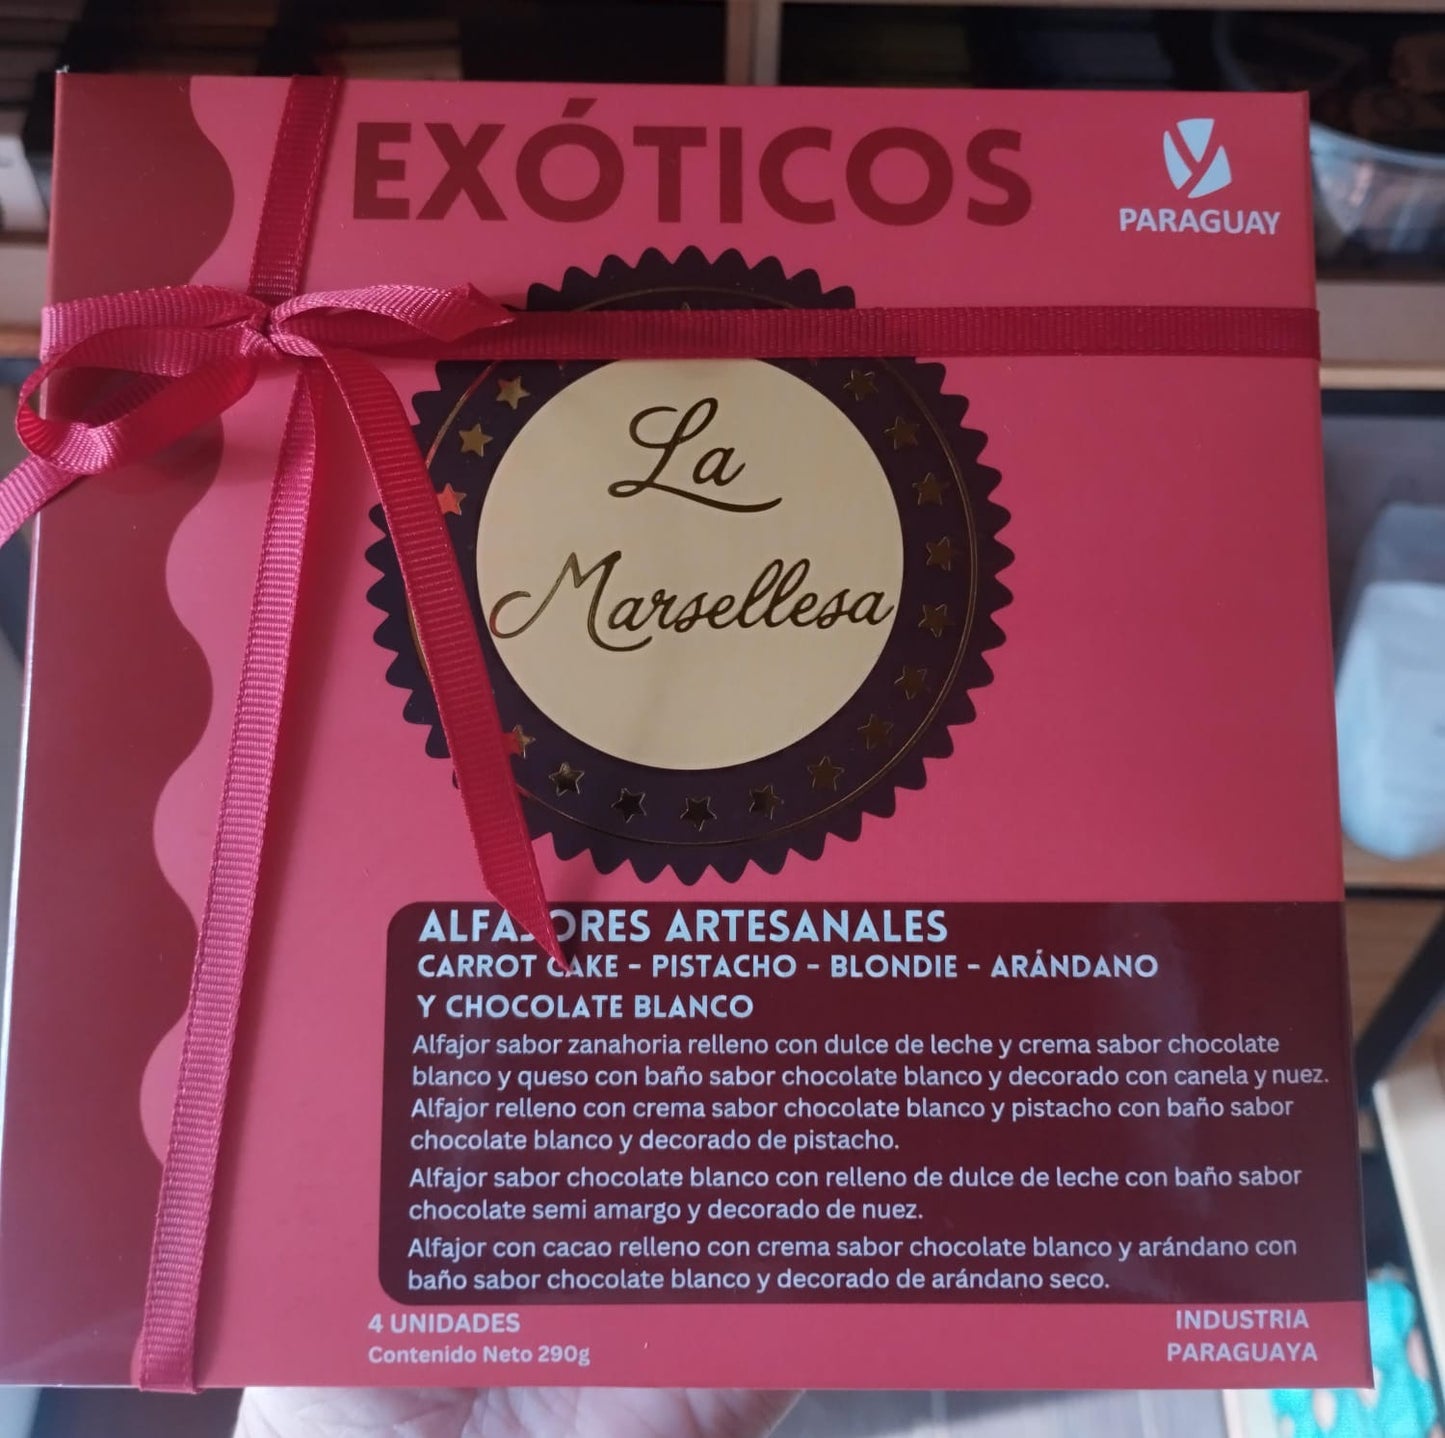 EXÓTICOS
PARAGUAY
La
Marsellesa
ALFAJORES ARTESANALES
CARROT CAKE - PISTACHO - BLONDIE - ARÁNDANO
Y CHOCOLATE BLANCO
Alfajor sabor zanahoria relleno con dulce de leche y crema sabor chocolate
blanco y queso con baño sabor chocolate blanco y decorado con canela y nuez.
Alfajor relleno con crema sabor chocolate blanco y pistacho con baño sabor
chocolate blanco y decorado de pistacho.
Alfajor sabor chocolate blanco con relleno de dulce de leche con baño sabor
chocolate semi amargo y decorado de nuez.
Alfajor con cacao relleno con crema sabor chocolate blanco y arándano con
baño sabor chocolate blanco y decorado de arándano seco.
4 UNIDADES
Contenido Neto 290g
INDUSTRIA
PARAGUAYA